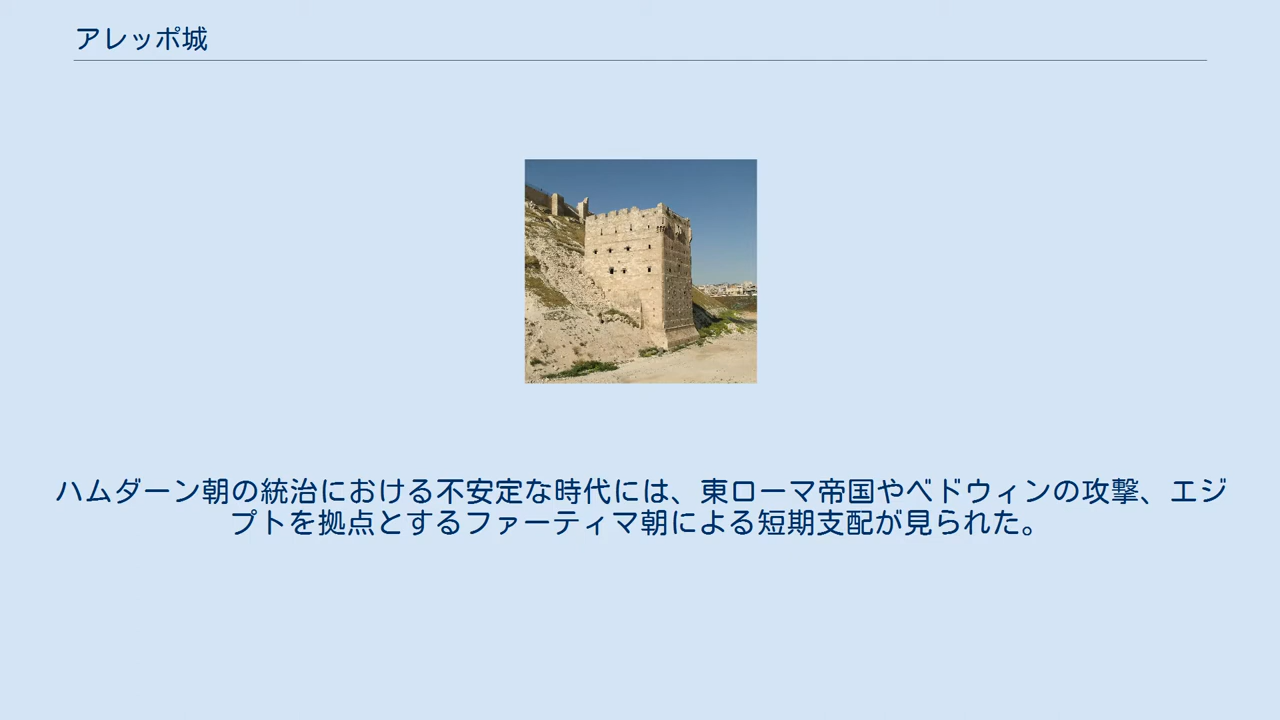 アレッポ城
ハムダーン朝の統治における不安定な時代には、東ローマ帝国やベドウィンの攻撃、エジ
プトを拠点とするファーティマ朝による短期支配が見られた。